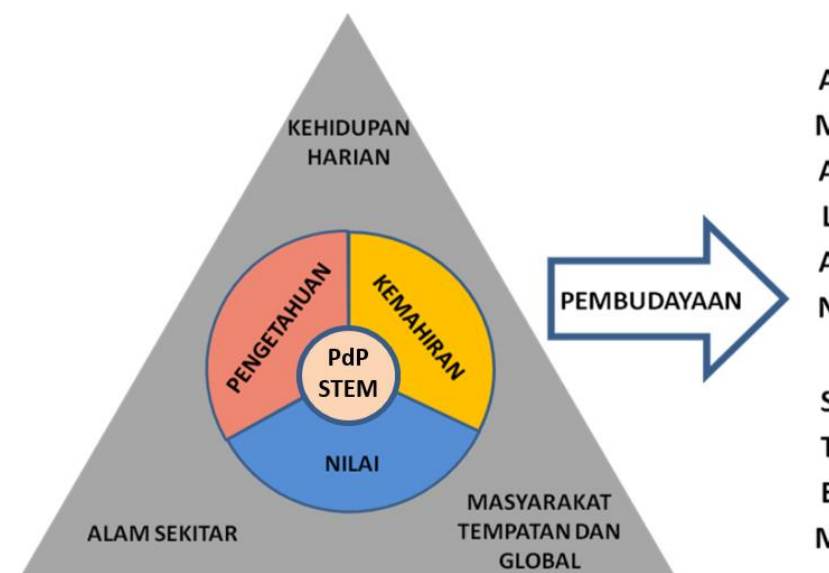 KEHIDUPAN
HARIAN
PENGETAHUAN
KEMAHIRAN
PdP
STEM
NILAI
ALAM SEKITAR
MASYARAKAT
TEMPATAN DAN
GLOBAL
PEMBUDAYAAN
A
M
A
L
A
N
S
T
E
M